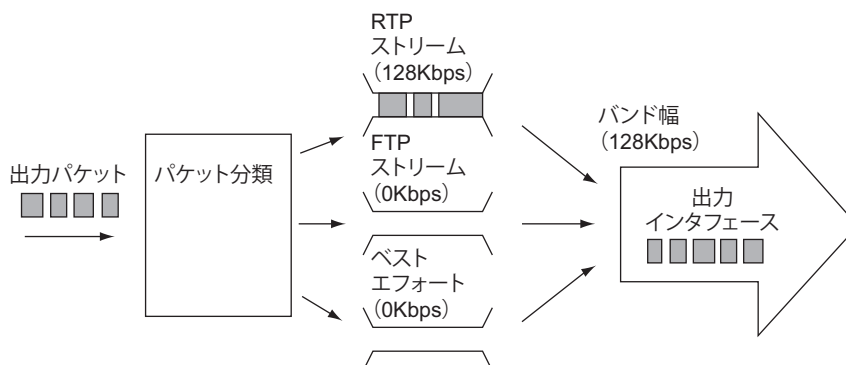 RTP
ストリーム
(128Kbps)
バンド幅
(128Kbps)
出力パケット
パケット分類
FTP
ストリーム
(0Kbps)
出力
インタフェース
ベスト
エフォート
(0Kbps)